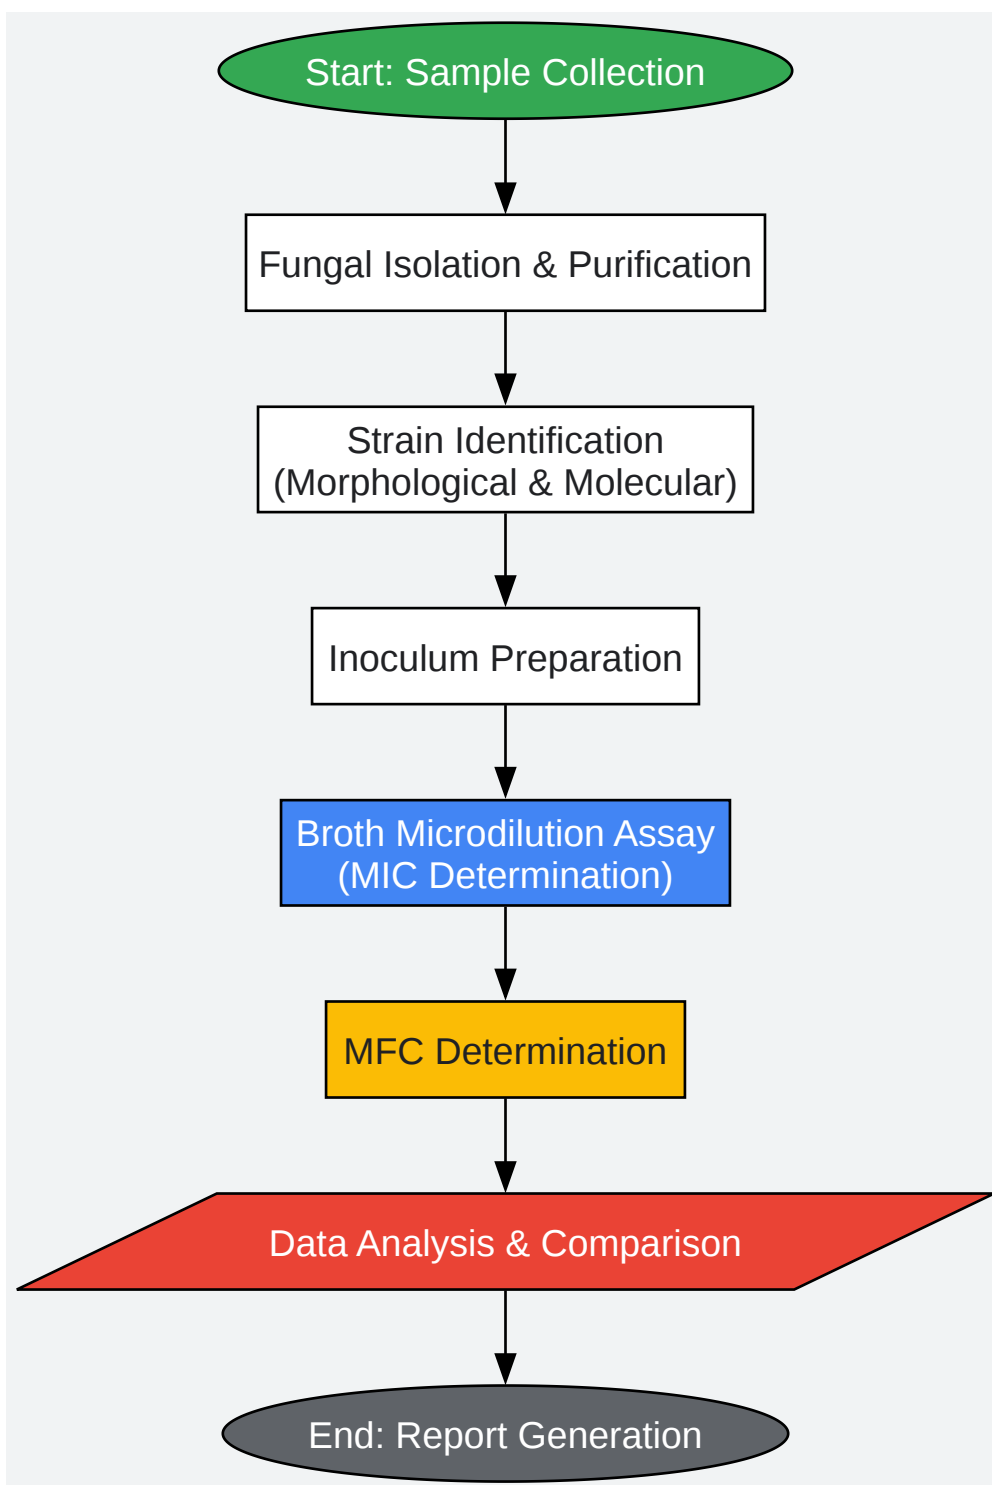 Start: Sample Collection
Fungal Isolation & Purification
Strain Identification
(Morphological & Molecular)
Inoculum Preparation
Broth Microdilution Assay
(MIC Determination)
MFC Determination
Data Analysis & Comparison
End: Report Generation